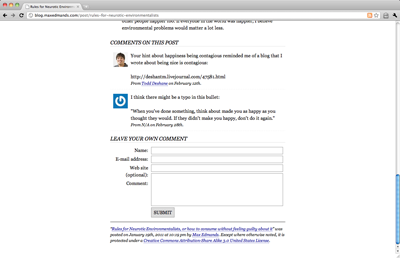 Rules for Neurotic Environm
blog.maxedmonds.com/post/rules-for-neurotic-environmentalists
other people happier too. If everyone in the world was happier, I believe
environmental problems would matter a lot less.
COMMENTS ON THIS POST
Your hint about happiness being contagious reminded me of a blog that I
wrote about being nice is contagious:
http://deshantm.livejournal.com/47581.html
From Todd Deshane on February 12th.
I think there might be a typo in this bullet:
"When you've done something, think about made you as happy as you
thought they would. If they didn't make you happy, don't do it again."
From N/A on February 28th.
LEAVE YOUR OWN COMMENT
Name:
E-mail address:
Web site
(optional):
Comment:
SUBMIT
"Rules for Neurotic Environmentalists, or how to consume without feeling guilty about it" was
posted on January 19th, 2010 at 10:19 pm by Max Edmonds. Except where otherwise noted, it is
protected under a Creative Commons Attribution-Share Alike 3.0 United States License.